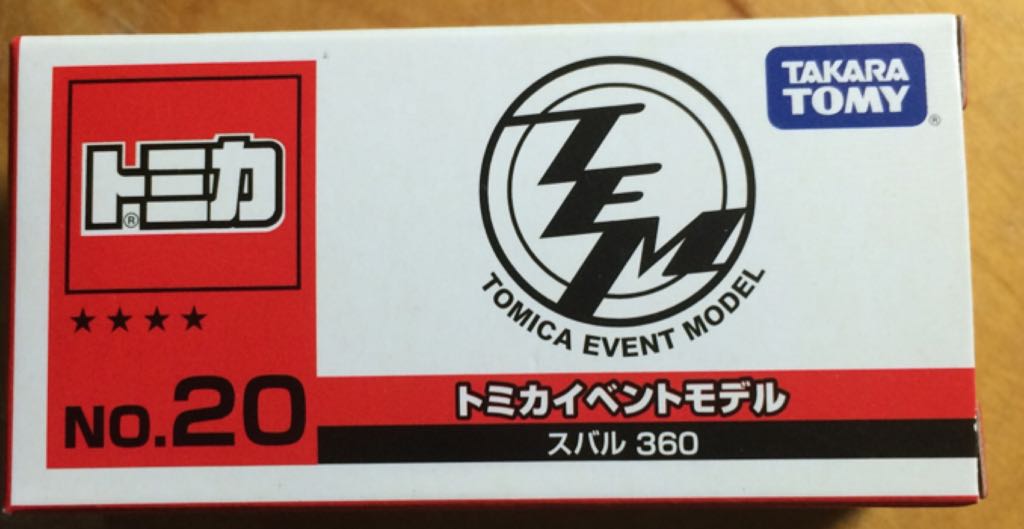 トミカ®
★★★★
NO.20
TEM
TOMICA EVENT MODEL
TAKARA
TOMY®
トミカイベントモデル
スバル 360